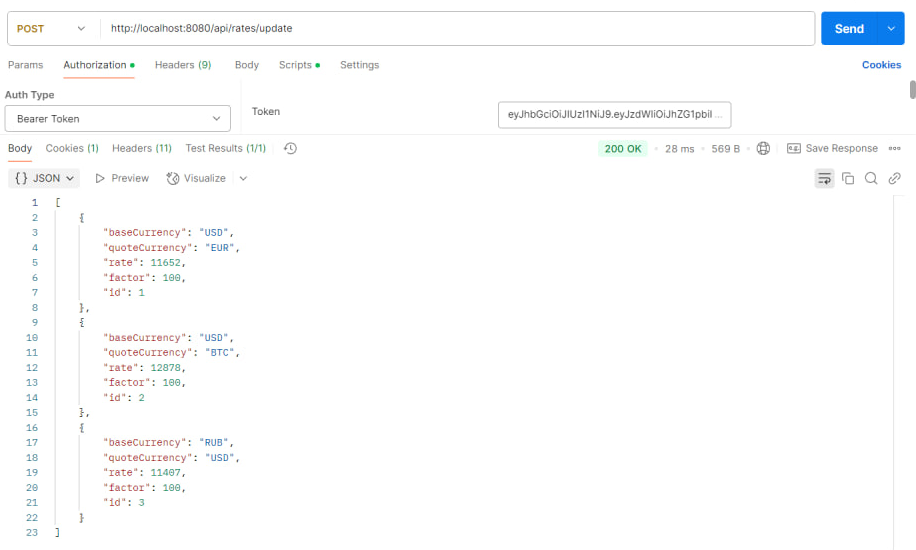 POST http://localhost:8080/api/rates/update Send
Params Authorization Headers (9) Body Scripts Settings Cookies
Auth Type
Bearer Token Token eyJhbGciOiJIUzI1NiJ9.eyJzdWIiOiJhZG1pbiI ...
Body Cookies (1) Headers (11) Test Results (1/1) 200 OK • 28 ms • 569 B • Save Response
{} JSON Preview Visualize
1 [
2 {
3 "baseCurrency": "USD",
4 "quoteCurrency": "EUR",
5 "rate": 11652,
6 "factor": 100,
7 "id": 1
8 },
9 {
10 "baseCurrency": "USD",
11 "quoteCurrency": "BTC",
12 "rate": 12878,
13 "factor": 100,
14 "id": 2
15 },
16 {
17 "baseCurrency": "RUB",
18 "quoteCurrency": "USD",
19 "rate": 11407,
20 "factor": 100,
21 "id": 3
22 }
23 ]